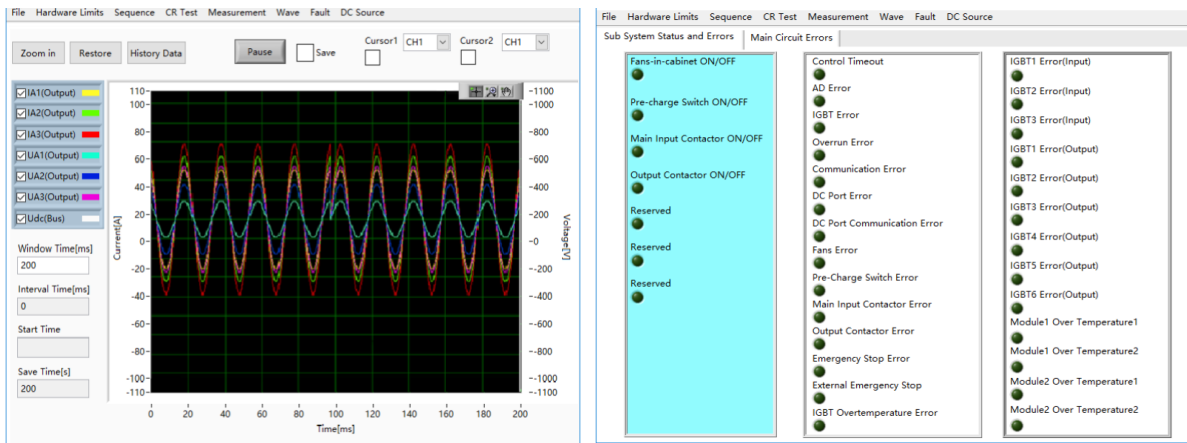 File Hardware Limits Sequence CR Test Measurement Wave Fault DC Source
Zoom in Restore History Data Pause Save Cursor1 CH1 Cursor2 CH1
IA1(Output)
IA2(Output)
IA3(Output)
UA1(Output)
UA2(Output)
UA3(Output)
Udc(Bus)
Window Time[ms]
200
Interval Time[ms]
0
Start Time
Save Time[s]
200
Current[A]
110-
100-
80-
60-
40-
20-
0-
-20-
-40-
-60-
-80-
-100-
-110-
-1100
-1000
-800
-600
-400
-200
-0
--200
--400
--600
--800
--1000
--1100
Voltage[V]
0 20 40 60 80 100 120 140 160 180 200
Time[ms]
File Hardware Limits Sequence CR Test Measurement Wave Fault DC Source
Sub System Status and Errors Main Circuit Errors
Fans-in-cabinet ON/OFF
Pre-charge Switch ON/OFF
Main Input Contactor ON/OFF
Output Contactor ON/OFF
Reserved
Reserved
Reserved
Control Timeout
AD Error
IGBT Error
Overrun Error
Communication Error
DC Port Error
DC Port Communication Error
Fans Error
Pre-Charge Switch Error
Main Input Contactor Error
Output Contactor Error
Emergency Stop Error
External Emergency Stop
IGBT Overtemperature Error
IGBT1 Error(Input)
IGBT2 Error(Input)
IGBT3 Error(Input)
IGBT1 Error(Output)
IGBT2 Error(Output)
IGBT3 Error(Output)
IGBT4 Error(Output)
IGBT5 Error(Output)
IGBT6 Error(Output)
Module1 Over Temperature1
Module1 Over Temperature2
Module2 Over Temperature1
Module2 Over Temperature2